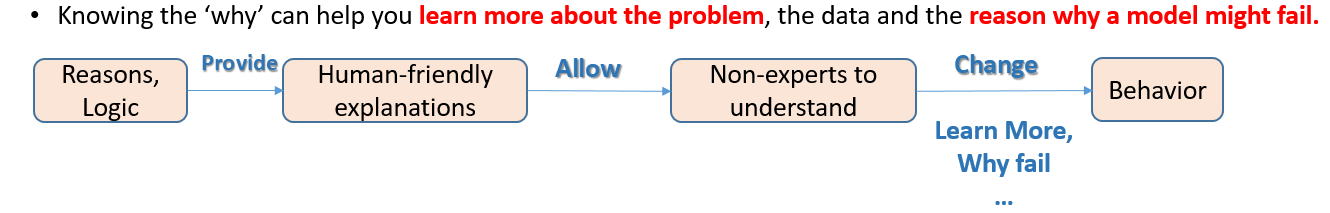 • Knowing the ‘why’ can help you learn more about the problem, the data and the reason why a model might fail.
Reasons,
Logic
Provide
Human-friendly
explanations
Allow
Non-experts to
understand
Change
Learn More,
Why fail
...
Behavior